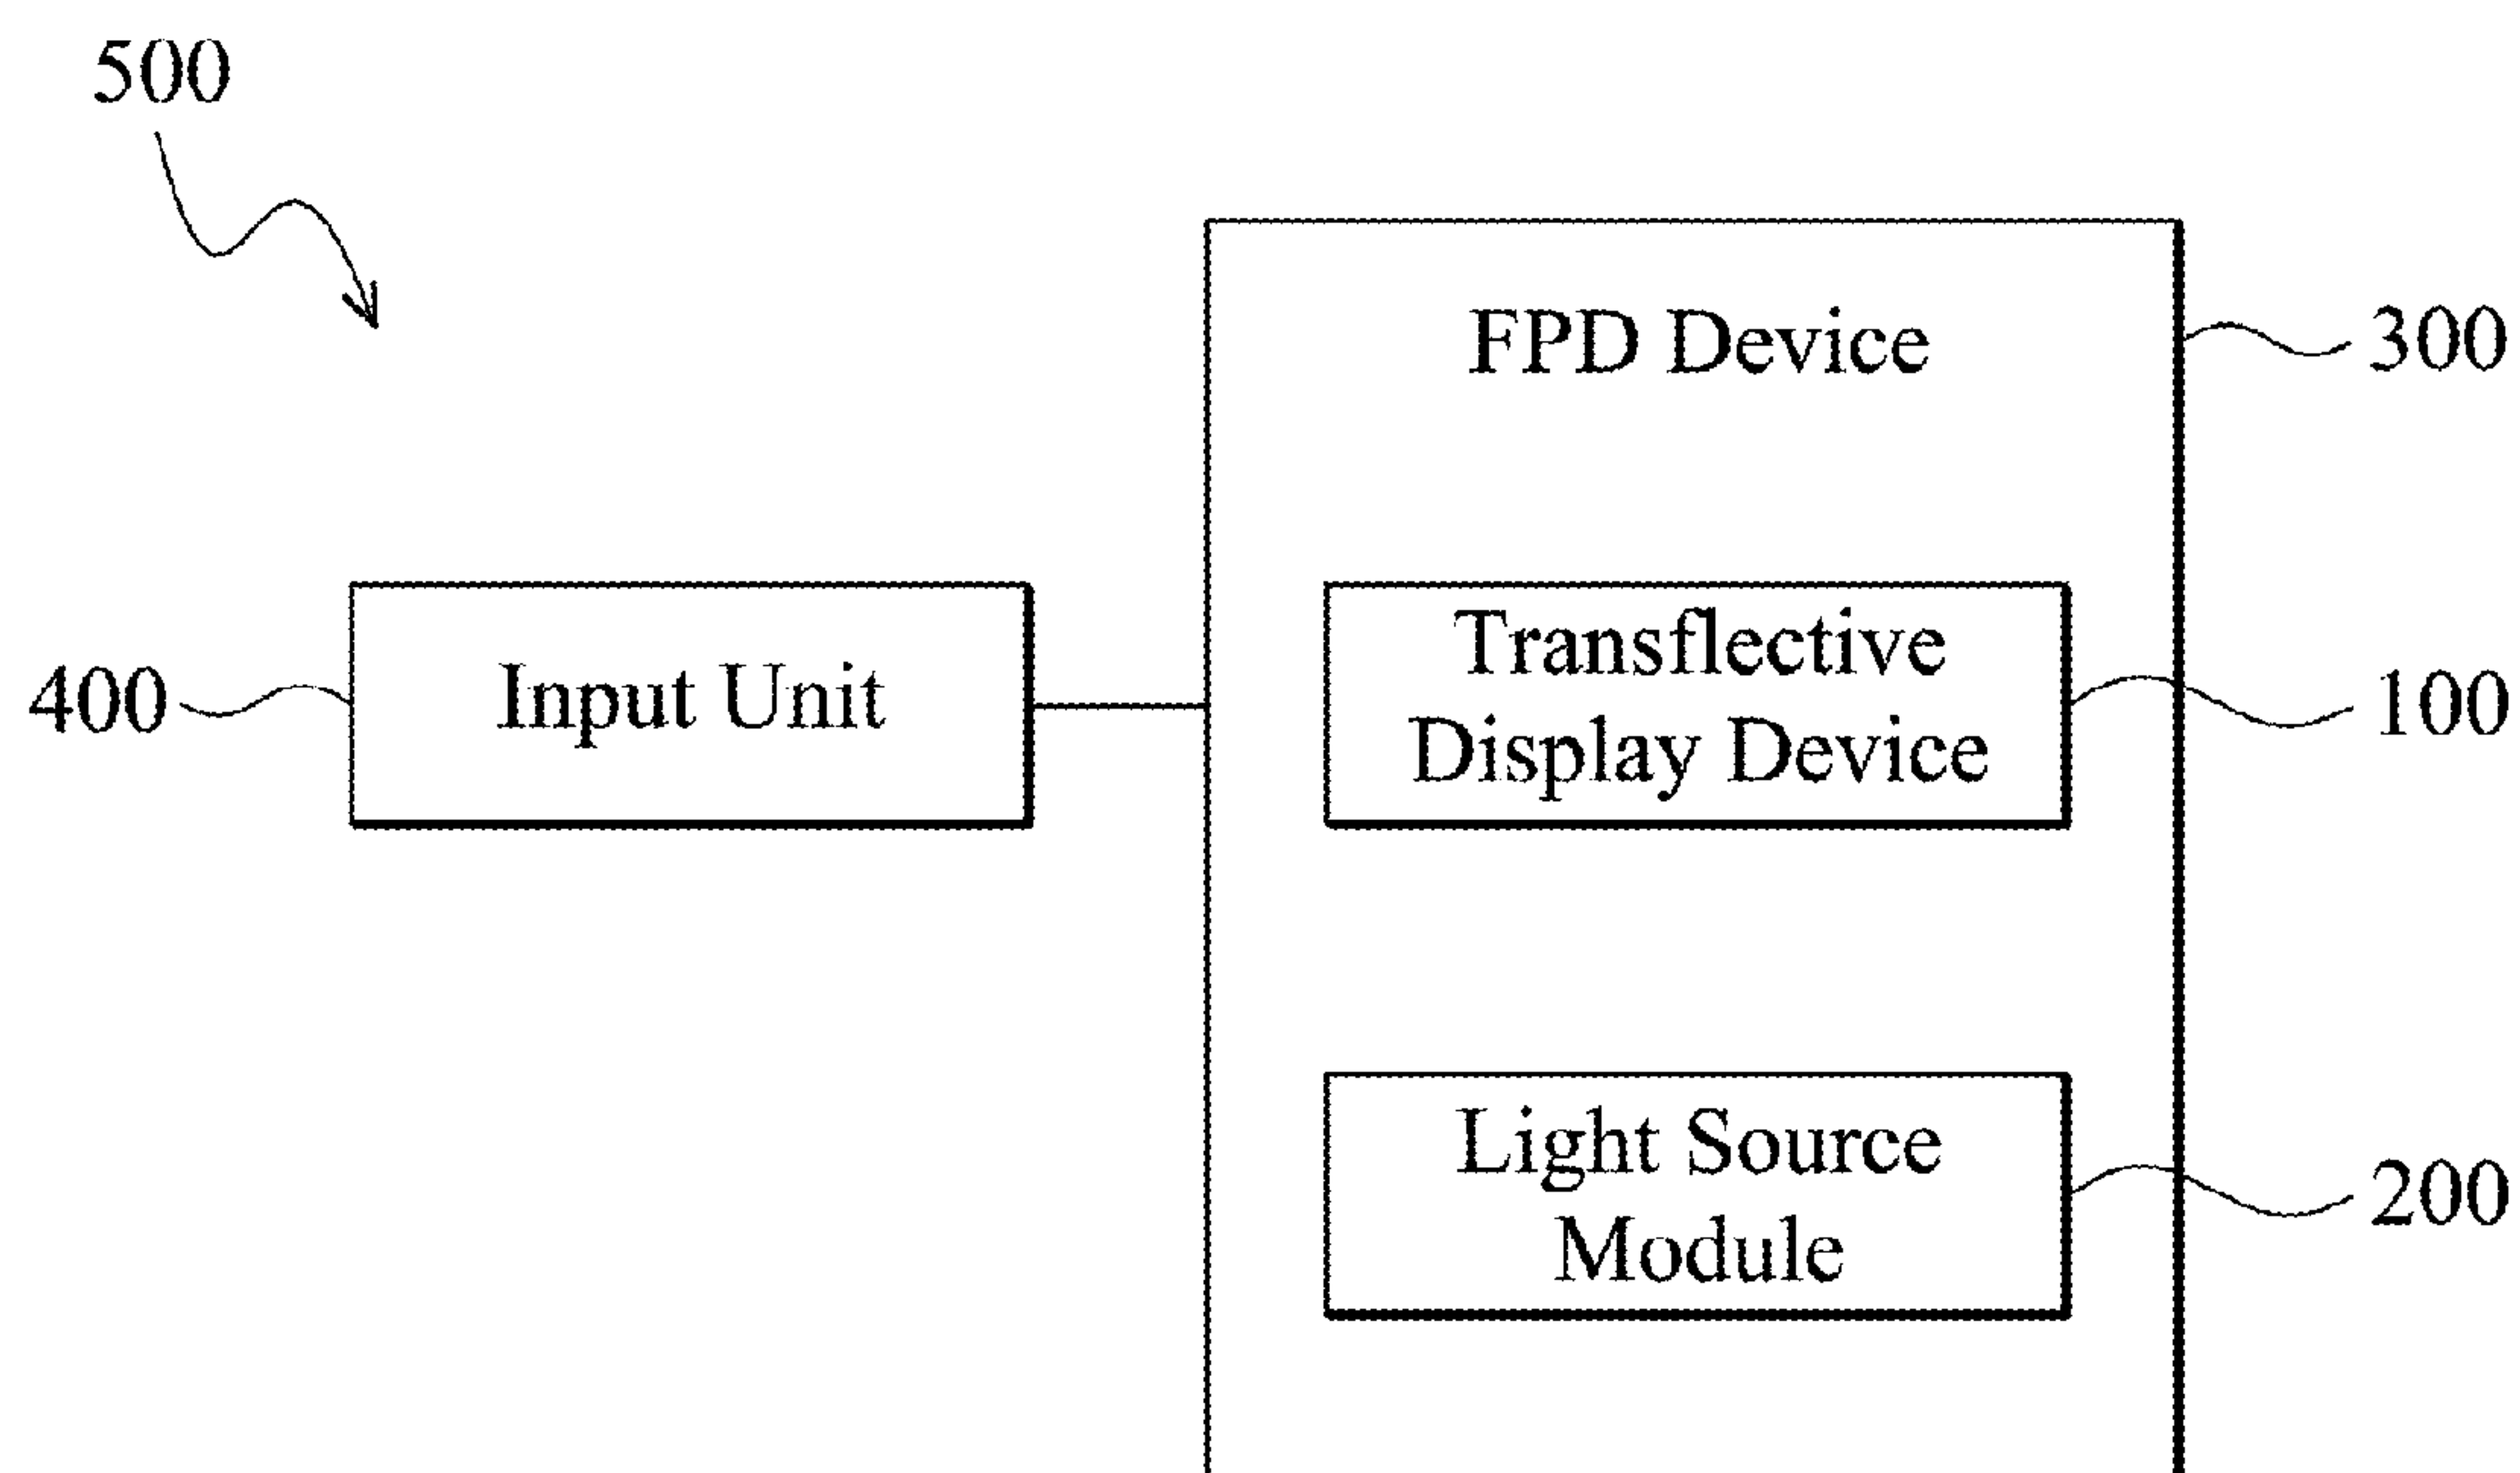 500
FPD Device
300
Transflective
Display Device
100
Input Unit
400
Light Source
Module
200